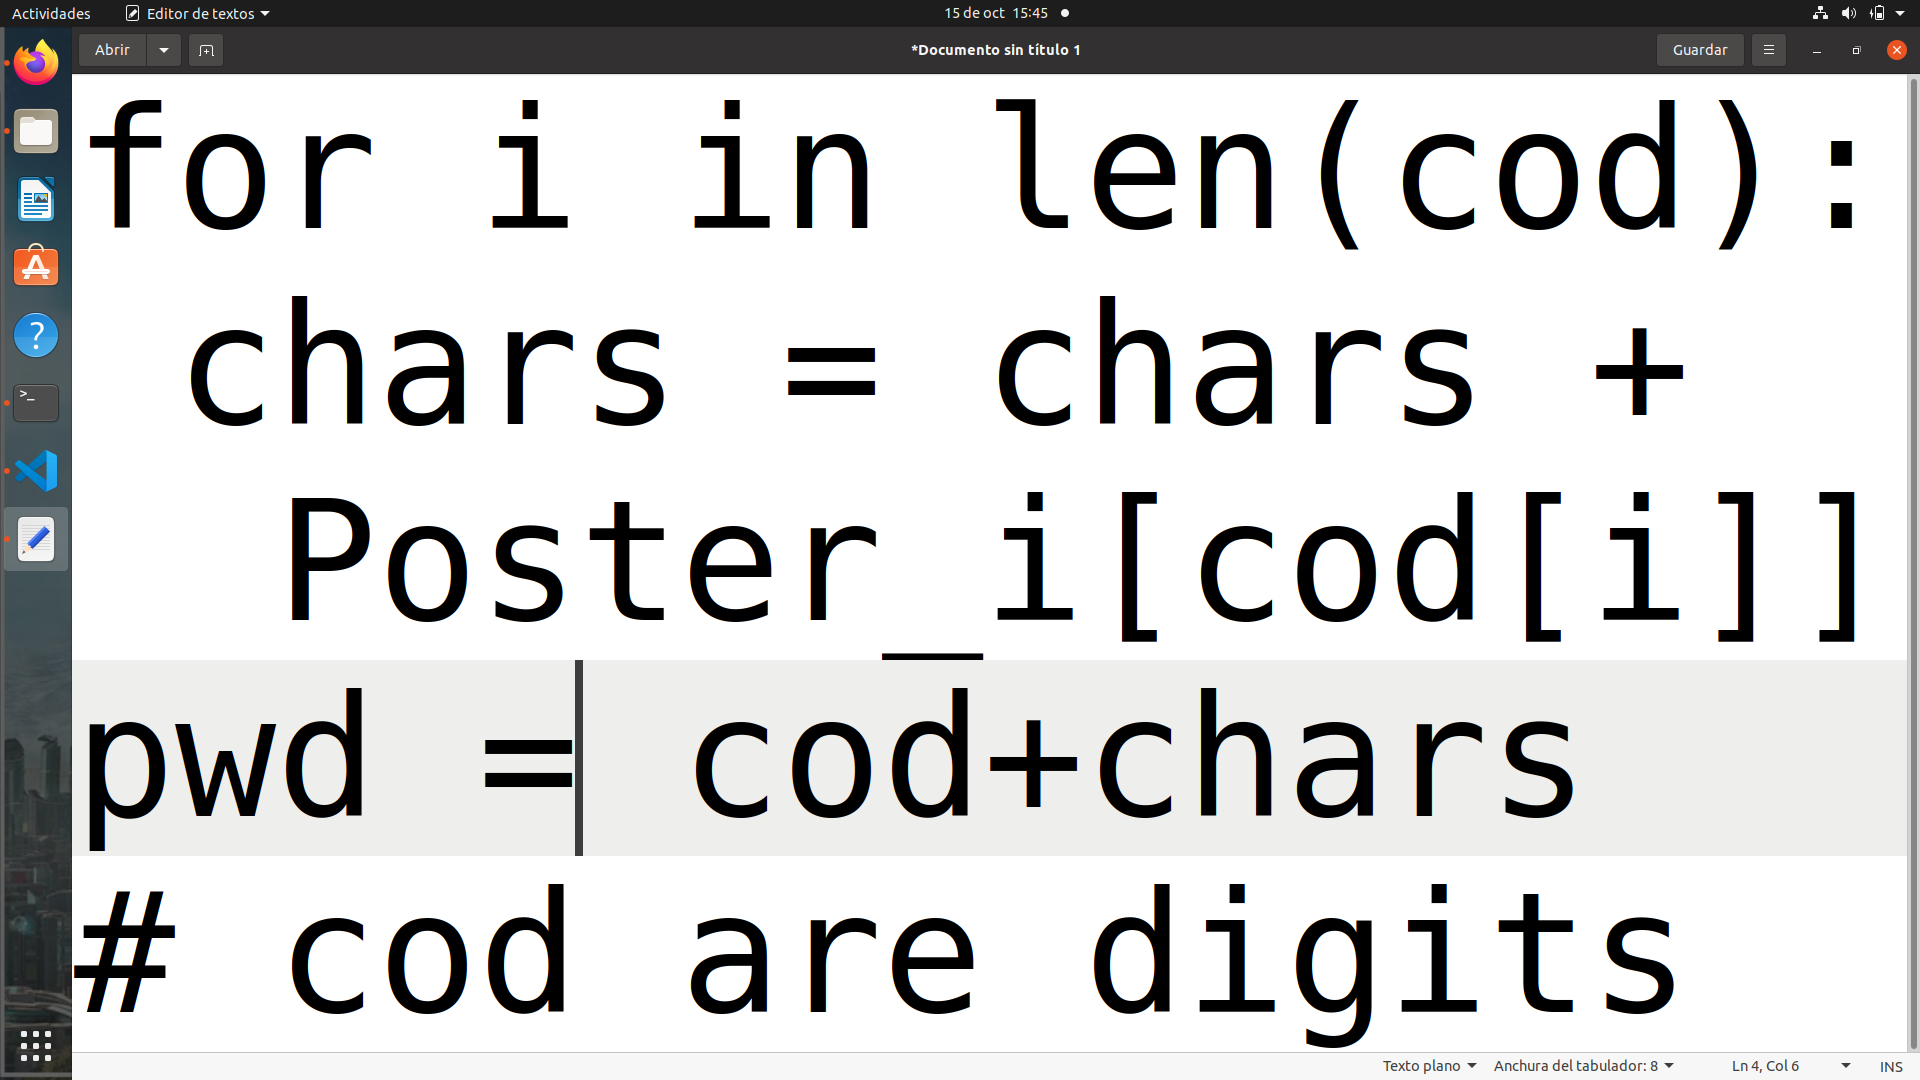 Actividades Editor de textos 15 de oct 15:45
Abrir *Documento sin título 1 Guardar
for i in len(cod):
chars = chars +
Poster_i[cod[i]]
pwd = cod+chars
# cod are digits
Texto plano Anchura del tabulador: 8 Ln 4, Col 6 INS